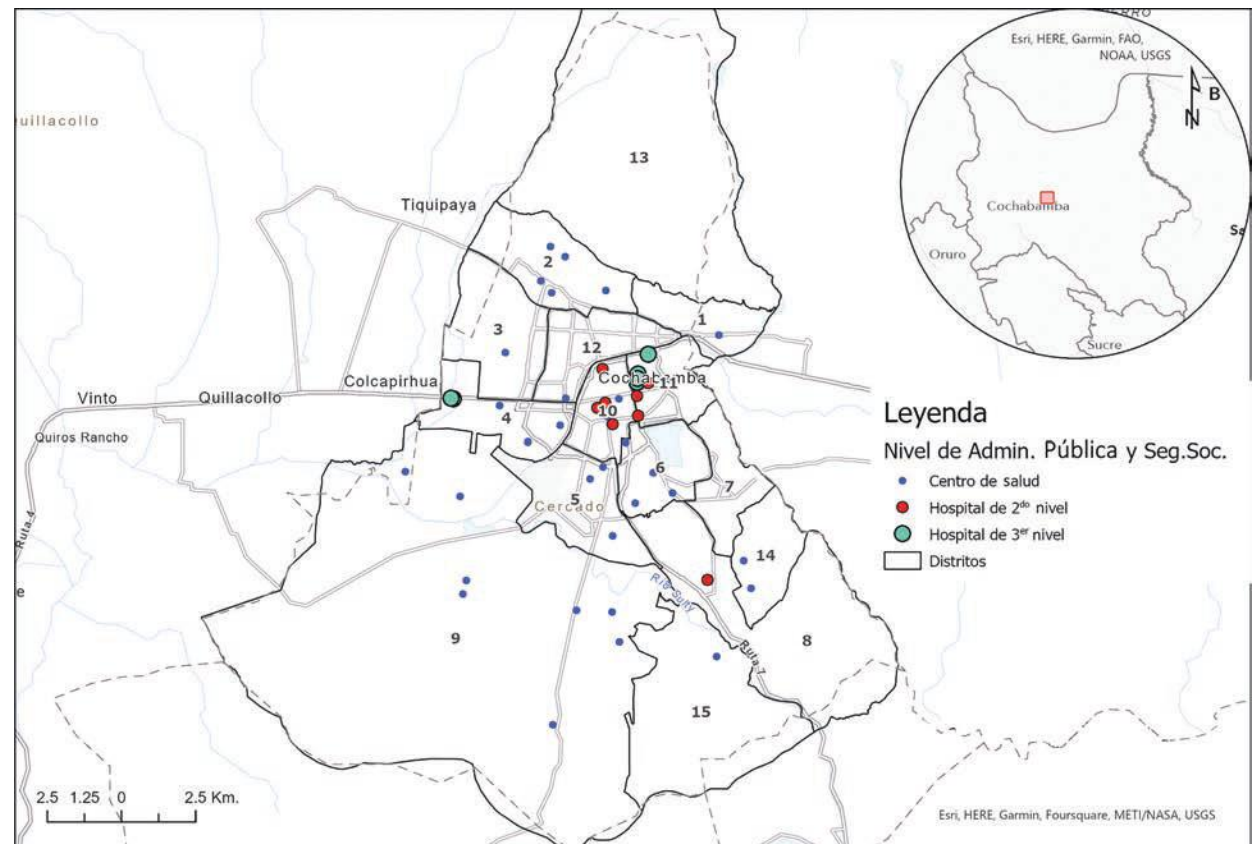 Esri, HERE, Garmin, FAO,
NOAA, USGS
B
N
Cochabamba
Oruro
Sucre
uillacollo
13
Tiquipaya
2
1
3
12
Colcapirhua
Cochabamba
11
Vinto
Quillacollo
10
4
Quiros Rancho
6
7
5
Cercado
Ruta 4
14
e
9
8
Ruta 7
15
Leyenda
Nivel de Admin. Pública y Seg.Soc.
Centro de salud
Hospital de 2do nivel
Hospital de 3er nivel
Distritos
2.5 1.25 0 2.5 Km.
Esri, HERE, Garmin, Foursquare, METI/NASA, USGS